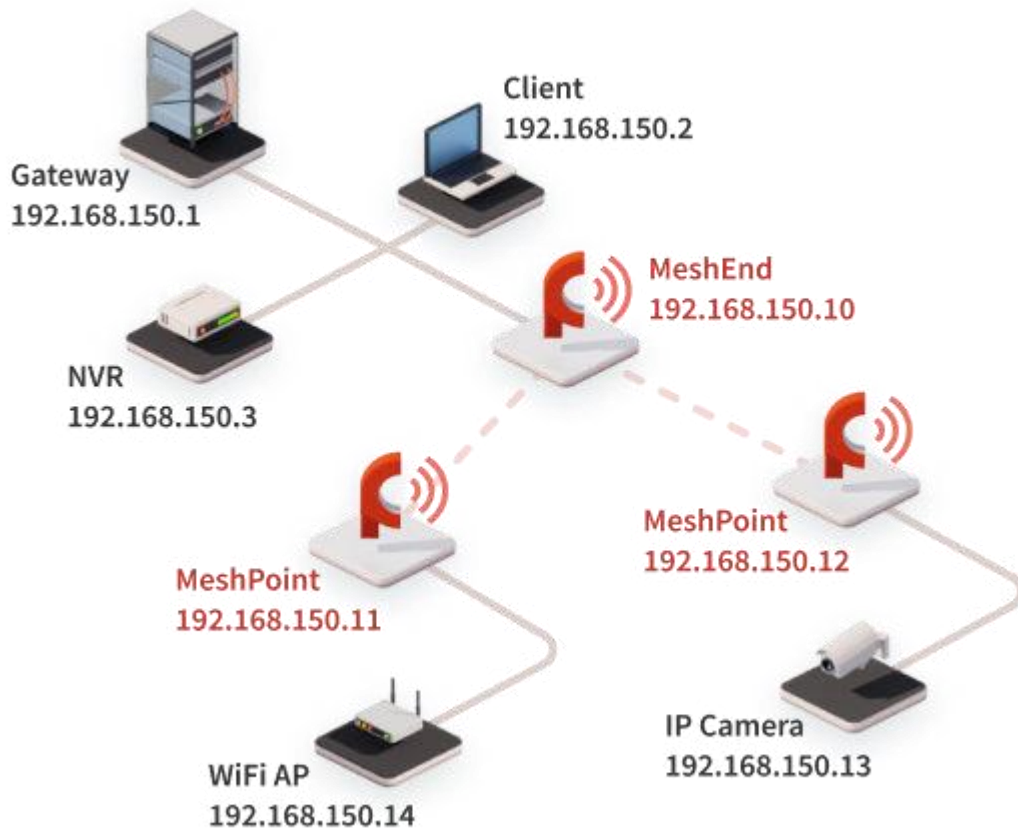 Client
192.168.150.2
Gateway
192.168.150.1
MeshEnd
192.168.150.10
NVR
192.168.150.3
MeshPoint
192.168.150.12
MeshPoint
192.168.150.11
IP Camera
192.168.150.13
WiFi AP
192.168.150.14